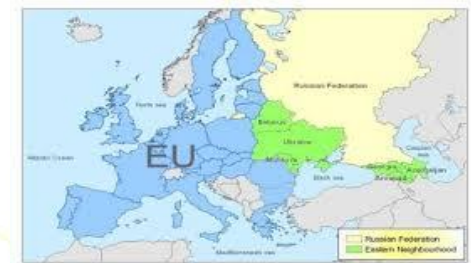 Russian Federation
North sea
Belarus
Ukraine
EU
Moldova
Atlantic Ocean
Caspian
sea
Georgia
Azerbaijan
Armenia
Black sea
Mediterranean sea
Russian Federation
Eastern Neighbourhood